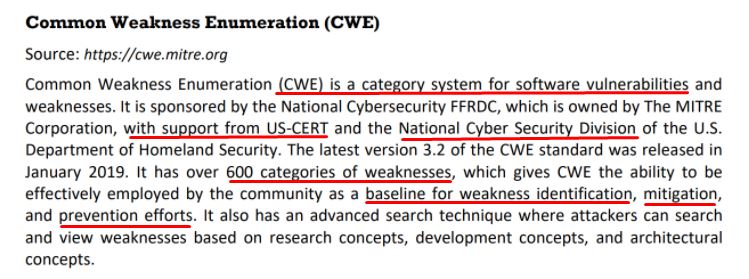 Common Weakness Enumeration (CWE)
Source: https://cwe.mitre.org
Common Weakness Enumeration (CWE) is a category system for software vulnerabilities and
weaknesses. It is sponsored by the National Cybersecurity FFRDC, which is owned by The MITRE
Corporation, with support from US-CERT and the National Cyber Security Division of the U.S.
Department of Homeland Security. The latest version 3.2 of the CWE standard was released in
January 2019. It has over 600 categories of weaknesses, which gives CWE the ability to be
effectively employed by the community as a baseline for weakness identification, mitigation,
and prevention efforts. It also has an advanced search technique where attackers can search
and view weaknesses based on research concepts, development concepts, and architectural
concepts.